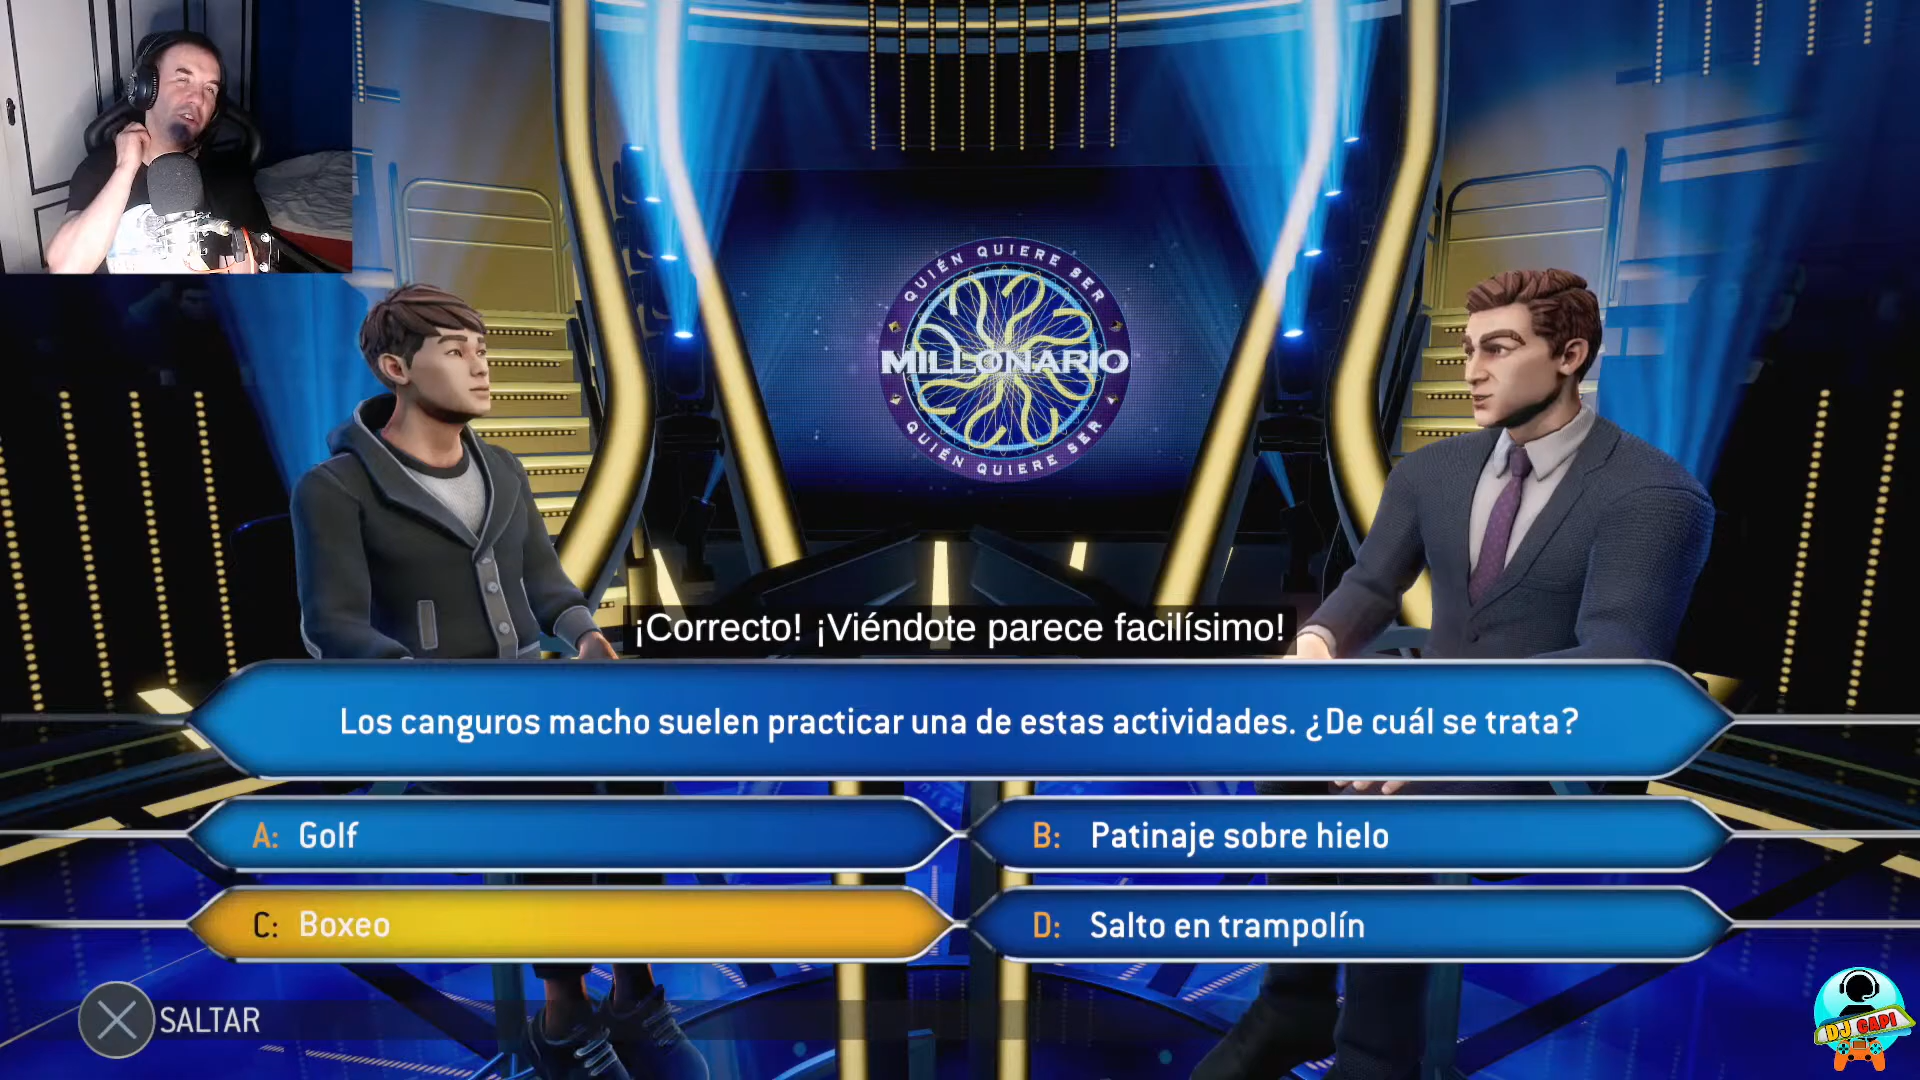 QUIÉN QUIERE SER
MILLONARIO
QUIÉN QUIERE SER
¡Correcto! ¡Viéndote parece facilísimo!
Los canguros macho suelen practicar una de estas actividades. ¿De cuál se trata?
A: Golf
B: Patinaje sobre hielo
C: Boxeo
D: Salto en trampolín
SALTAR
DJ CAPI